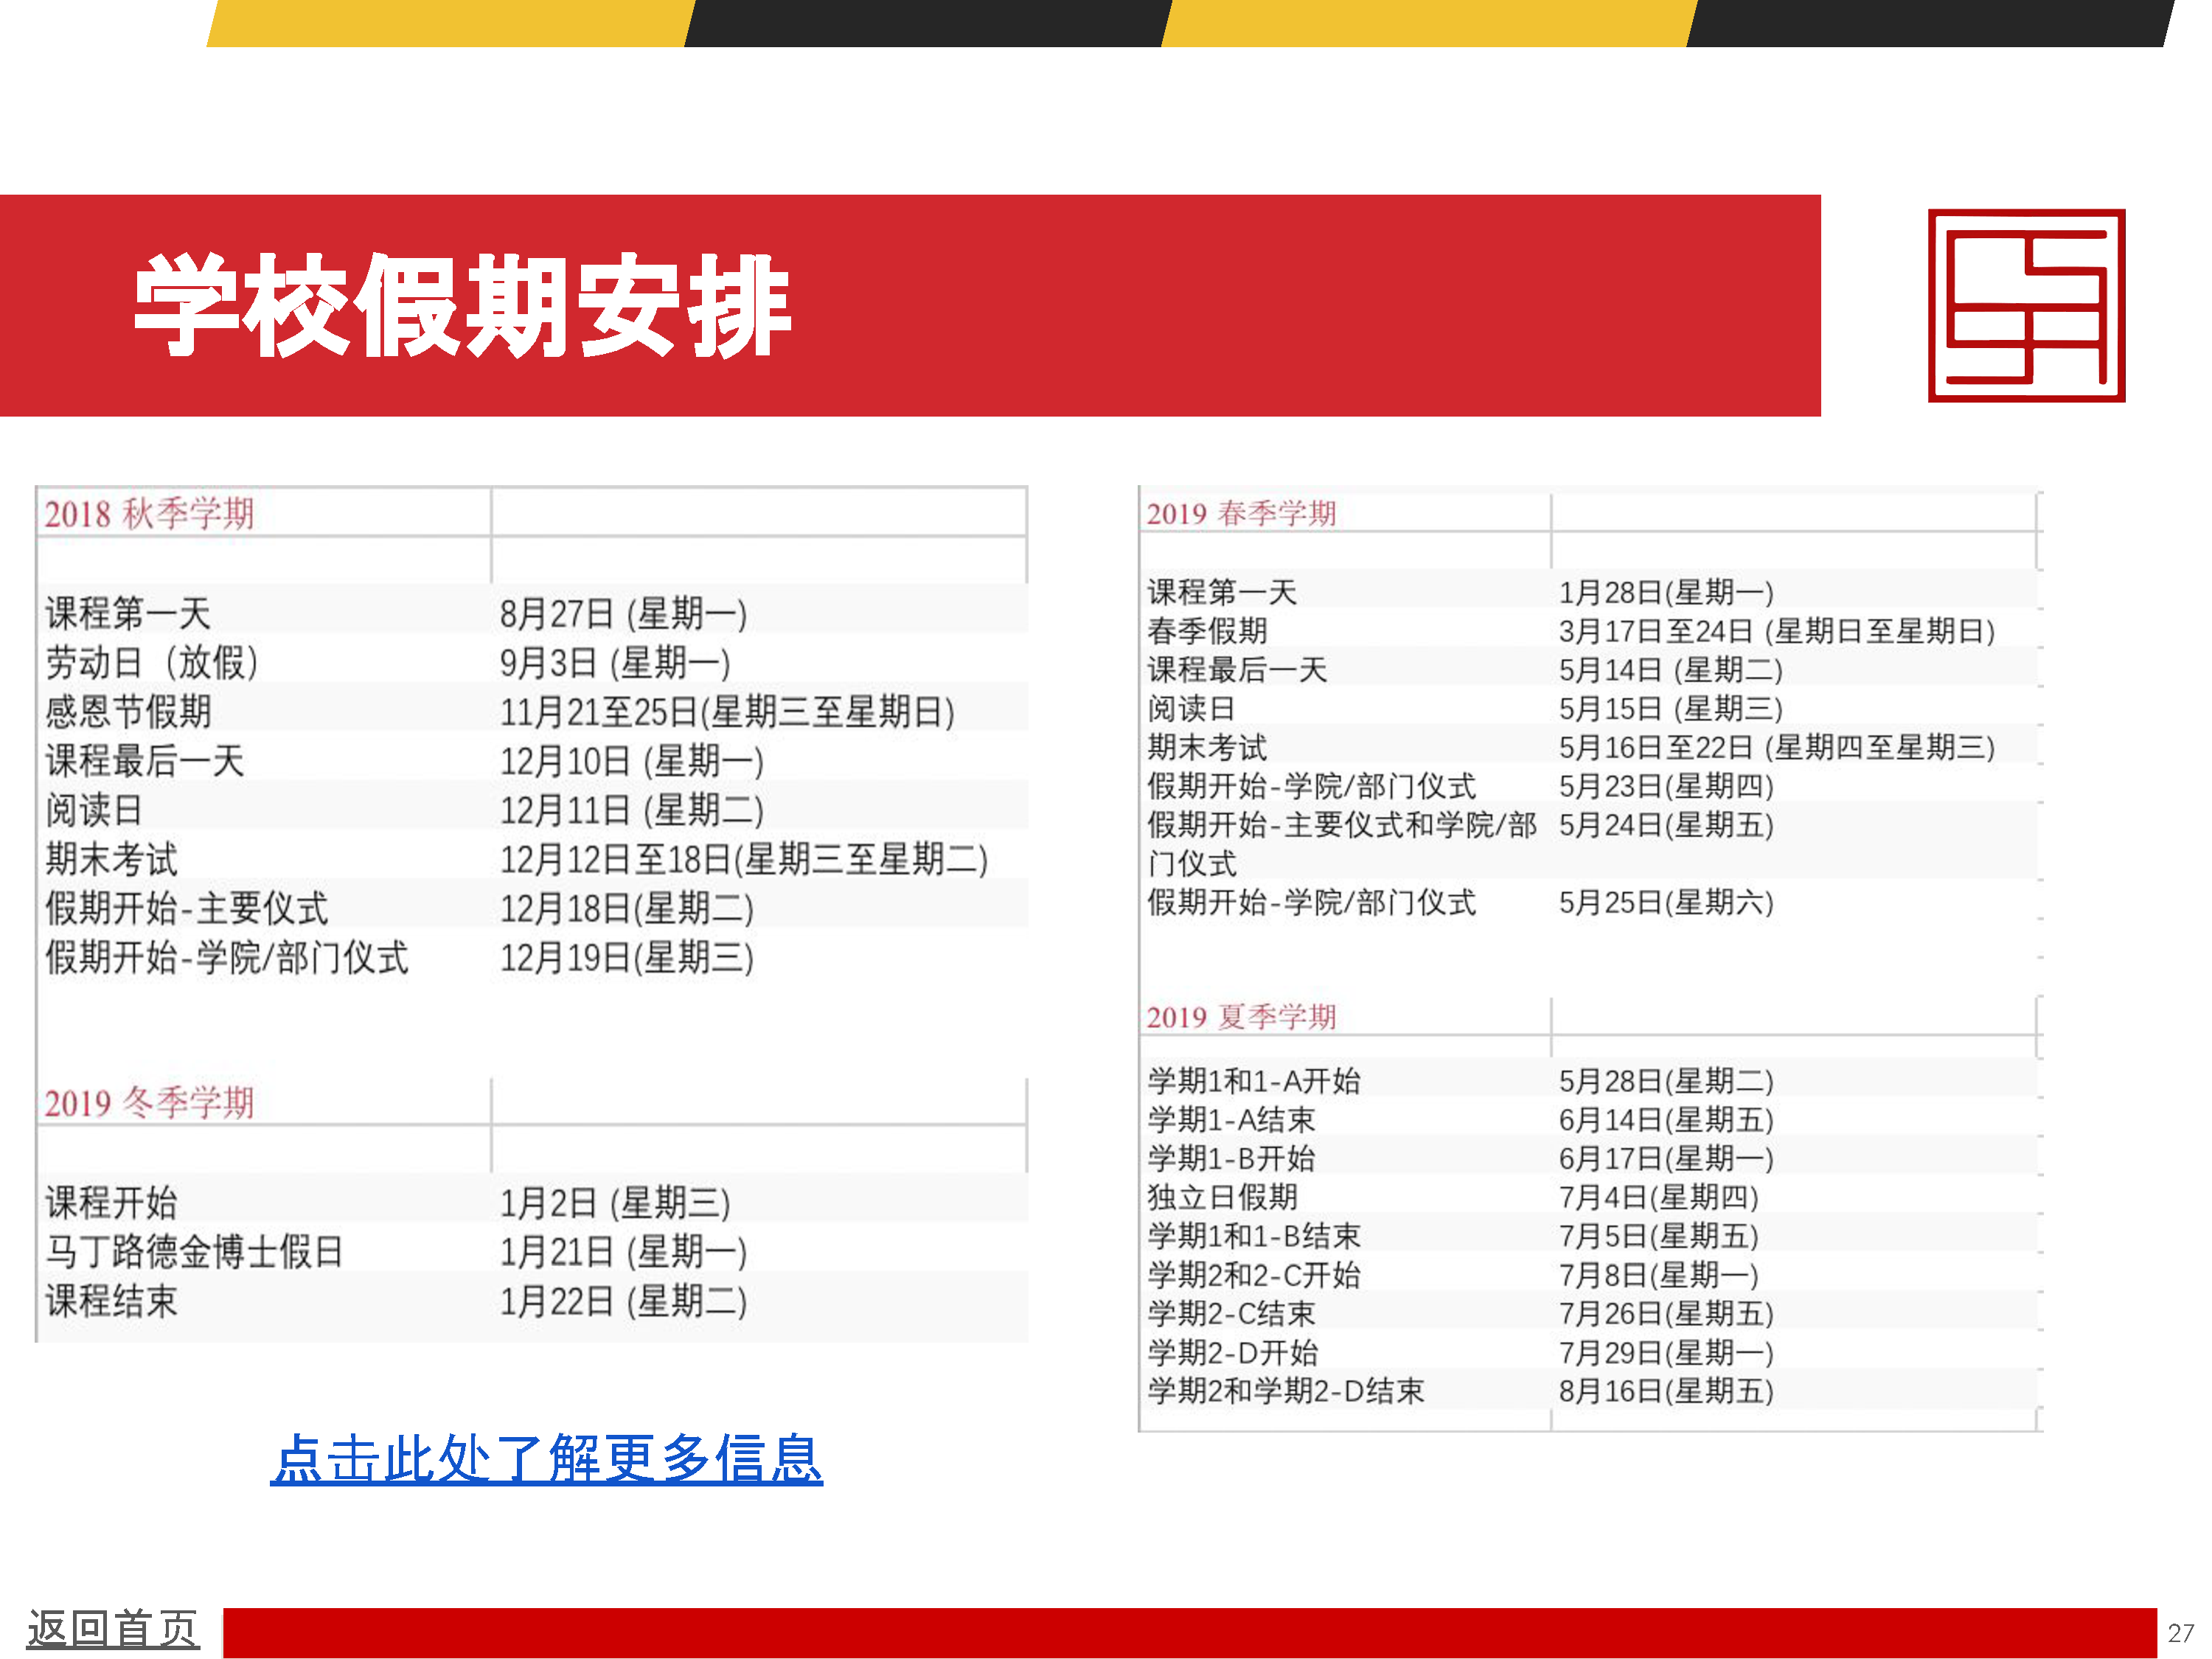 学校假期安排
2018 秋季学期
课程第一天 8月27日 (星期一)
劳动日（放假） 9月3日 (星期一)
感恩节假期 11月21至25日(星期三至星期日)
课程最后一天 12月10日 (星期一)
阅读日 12月11日 (星期二)
期末考试 12月12日至18日(星期三至星期二)
假期开始-主要仪式 12月18日(星期二)
假期开始-学院/部门仪式 12月19日(星期三)
2019 冬季学期
课程开始 1月2日 (星期三)
马丁路德金博士假日 1月21日 (星期一)
课程结束 1月22日 (星期二)
点击此处了解更多信息
2019 春季学期
课程第一天 1月28日(星期一)
春季假期 3月17日至24日 (星期日至星期日)
课程最后一天 5月14日 (星期二)
阅读日 5月15日 (星期三)
期末考试 5月16日至22日 (星期四至星期三)
假期开始-学院/部门仪式 5月23日(星期四)
假期开始-主要仪式和学院/部 5月24日(星期五)
门仪式
假期开始-学院/部门仪式 5月25日(星期六)
2019 夏季学期
学期1和1-A开始 5月28日(星期二)
学期1-A结束 6月14日(星期五)
学期1-B开始 6月17日(星期一)
独立日假期 7月4日(星期四)
学期1和1-B结束 7月5日(星期五)
学期2和2-C开始 7月8日(星期一)
学期2-C结束 7月26日(星期五)
学期2-D开始 7月29日(星期一)
学期2和学期2-D结束 8月16日(星期五)
返回首页
27